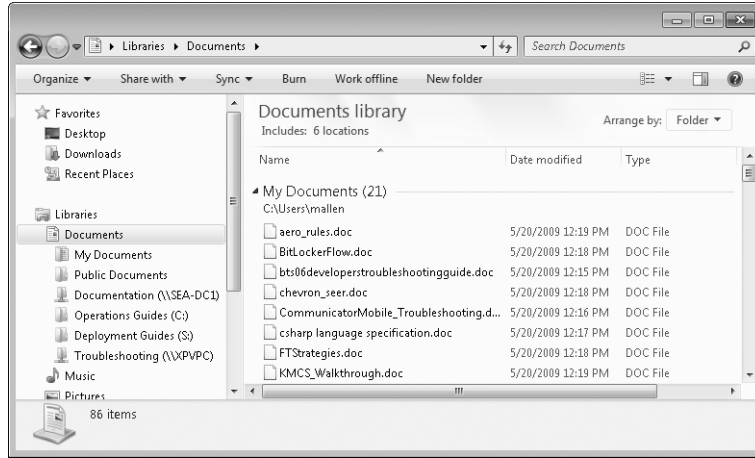 Libraries ▸ Documents ▸
Search Documents
Organize Share with Sync Burn Work offline New folder
Favorites
Desktop
Downloads
Recent Places
Libraries
Documents
My Documents
Public Documents
Documentation (\\SEA-DC1)
Operations Guides (C:)
Deployment Guides (S:)
Troubleshooting (\\XPVPC)
Music
Pictures
Documents library
Includes: 6 locations
Arrange by: Folder
Name Date modified Type
My Documents (21)
C:\Users\mallen
aero_rules.doc 5/20/2009 12:19 PM DOC File
BitLockerFlow.doc 5/20/2009 12:18 PM DOC File
bts06developerstroubleshootingguide.doc 5/20/2009 12:15 PM DOC File
chevron_seer.doc 5/20/2009 12:18 PM DOC File
CommunicatorMobile_Troubleshooting.d... 5/20/2009 12:16 PM DOC File
csharp language specification.doc 5/20/2009 12:17 PM DOC File
FTStrategies.doc 5/20/2009 12:18 PM DOC File
KMCS_Walkthrough.doc 5/20/2009 12:19 PM DOC File
86 items